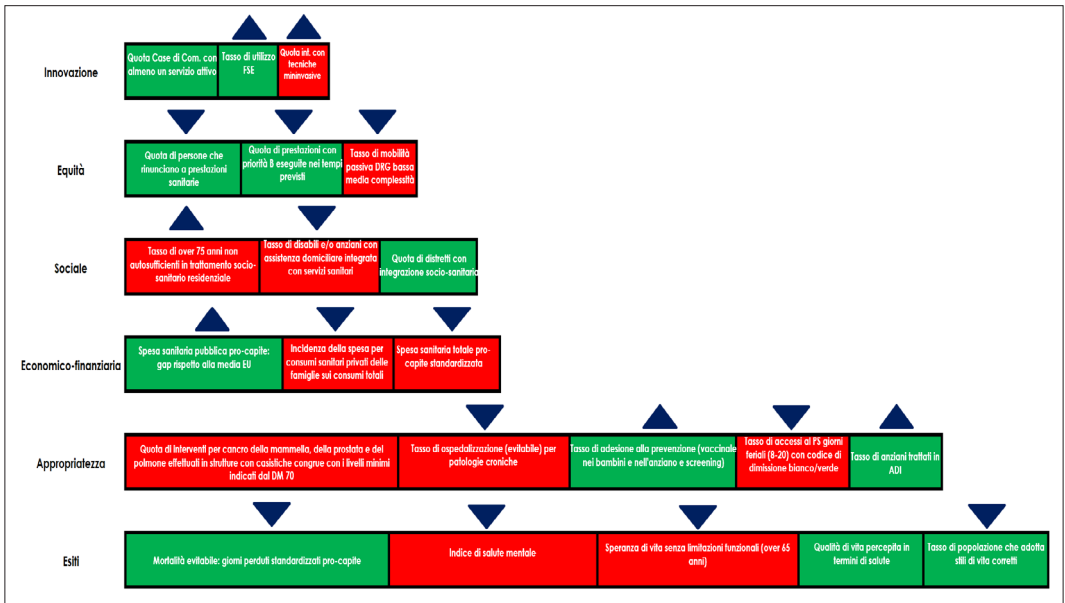 Innovazione
Quota Case di Com. con
almeno un servizio attivo
Tasso di utilizzo
FSE
Quota int. con
tecniche
mininvasive
Equità
Quota di persone che
rinunciano a prestazioni
sanitarie
Quota di prestazioni con
priorità B eseguite nei tempi
previsti
Tasso di mobilità
passiva DRG bassa
media complessità
Sociale
Tasso di over 75 anni non
autosufficienti in trattamento socio-
sanitario residenziale
Tasso di disabili e/o anziani con
assistenza domiciliare integrata
con servizi sanitari
Quota di distretti con
integrazione socio-sanitaria
Economico-finanziaria
Spesa sanitaria pubblica pro-capite:
gap rispetto alla media EU
Incidenza della spesa per
consumi sanitari privati delle
famiglie sui consumi totali
Spesa sanitaria totale pro-
capite standardizzata
Appropriatezza
Quota di Interventi per cancro della mammella, della prostata e del
polmone effettuati in strutture con casistiche congrue con i livelli minimi
indicati dal DM 70
Tasso di ospedalizzazione (evitabile) per
patologie croniche
Tasso di adesione alla prevenzione (vaccinale
nei bambini e nell'anziano e screening)
Tasso di accessi al PS giorni
feriali (8-20) con codice di
dimissione bianco/verde
Tasso di anziani trattati in
ADI
Esiti
Mortalità evitabile: giorni perduti standardizzati pro-capite
Indice di salute mentale
Speranza di vita senza limitazioni funzionali (over 65
anni)
Qualità di vita percepita in
termini di salute
Tasso di popolazione che adotta
stili di vita corretti